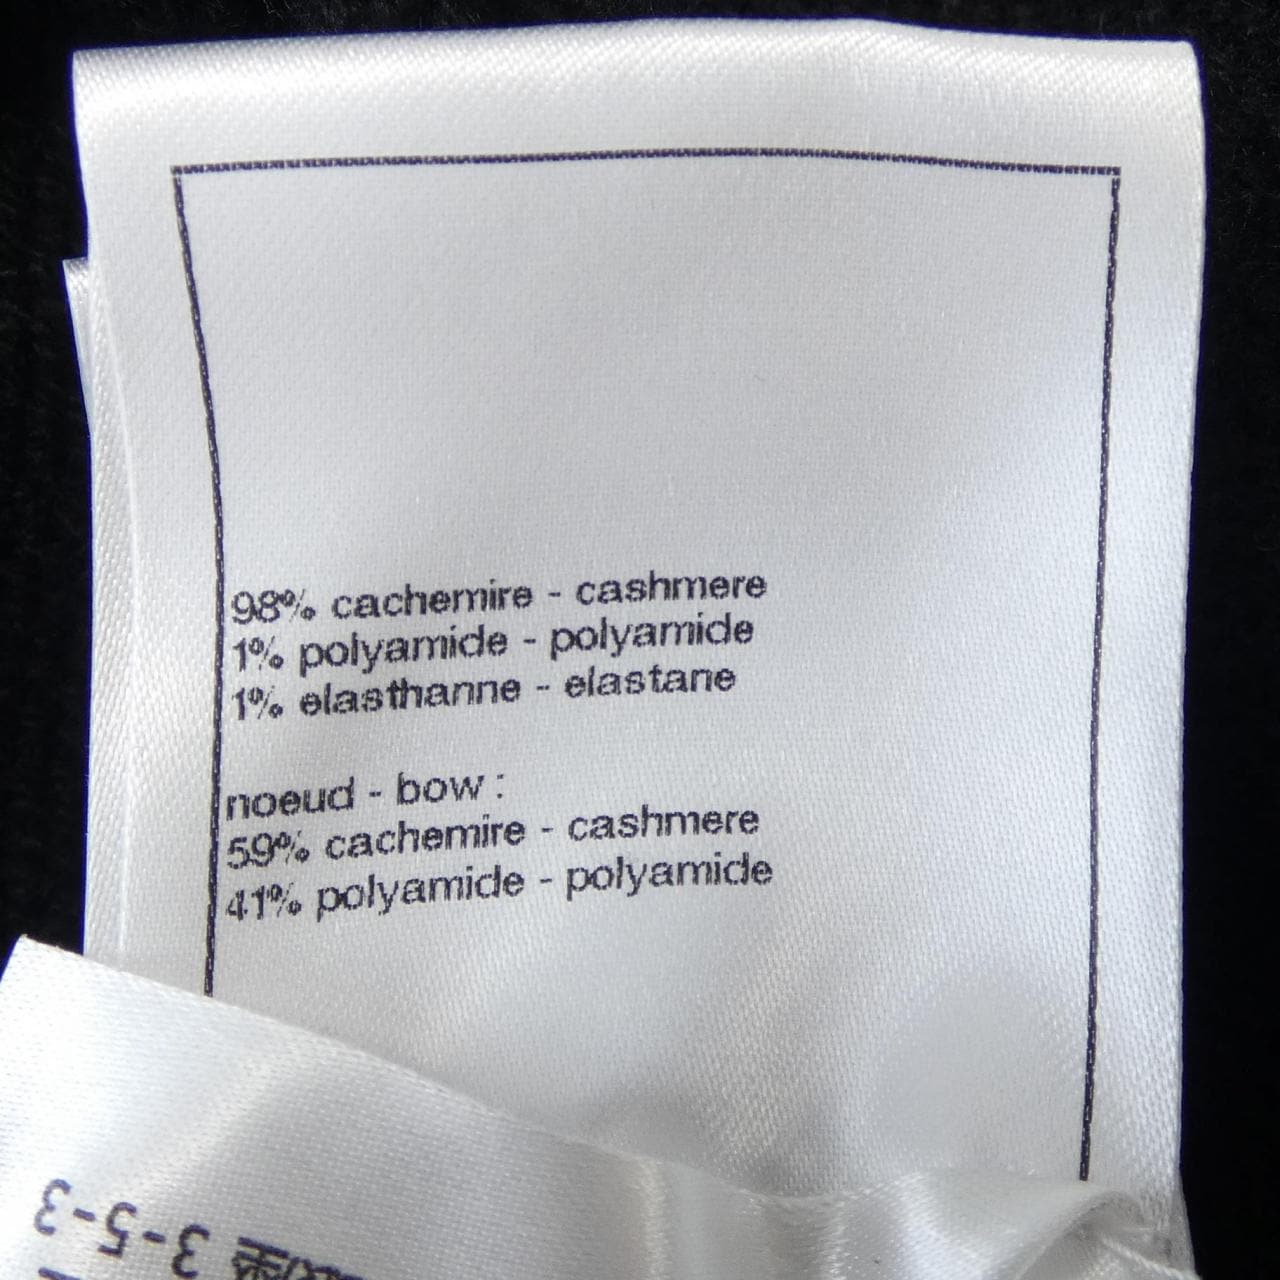 98% cachemire - cashmere
1% polyamide - polyamide
1% elasthanne - elastane
noeud - bow :
59% cachemire - cashmere
41% polyamide - polyamide
3-5-3